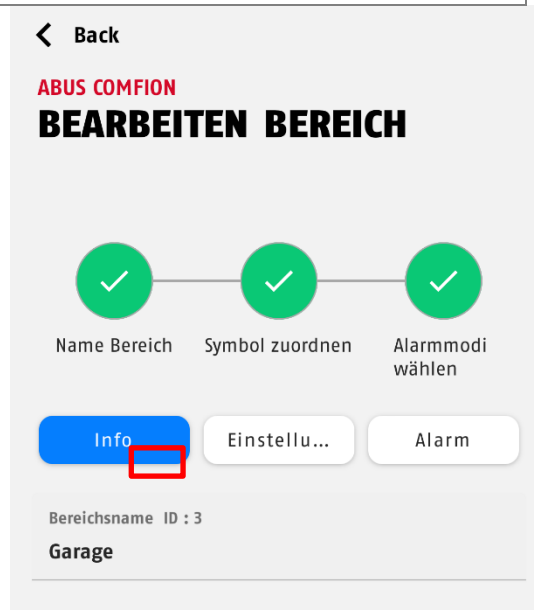 Back
ABUS COMFION
BEARBEITEN BEREICH
Name Bereich
Symbol zuordnen
Alarmmodi
wählen
Info
Einstellu...
Alarm
Bereichsname ID : 3
Garage